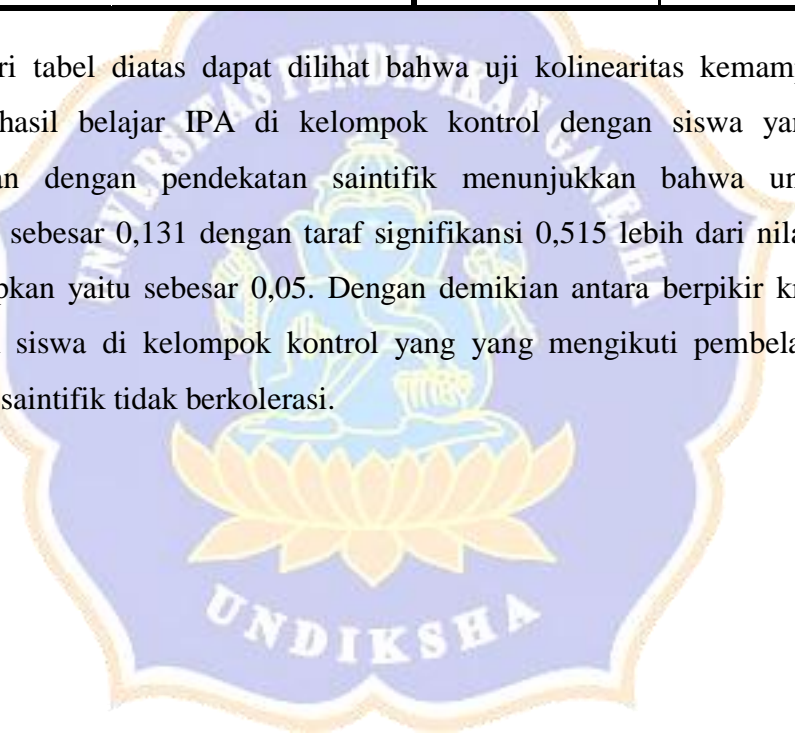 ri tabel diatas dapat dilihat bahwa uji kolinearitas kemamp
hasil belajar IPA di kelompok kontrol dengan siswa yan
an dengan pendekatan saintifik menunjukkan bahwa un
sebesar 0,131 dengan taraf signifikansi 0,515 lebih dari nila
pkan yaitu sebesar 0,05. Dengan demikian antara berpikir kr
siswa di kelompok kontrol yang yang mengikuti pembela
saintifik tidak berkolerasi.
UNIVERSITAS PENDIDIKAN GANESHA
UNDIKSHA